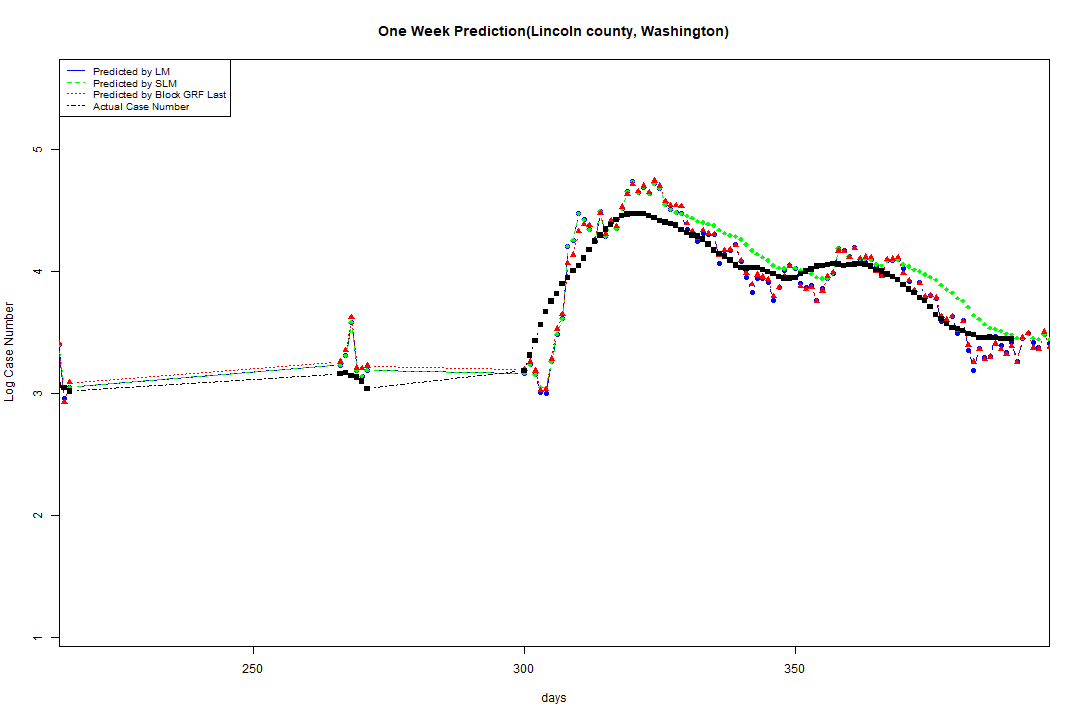 One Week Prediction(Lincoln county, Washington)
Predicted by LM
Predicted by SLM
Predicted by Block GRF Last
Actual Case Number
5
4
3
2
1
Log Case Number
250
300
350
days